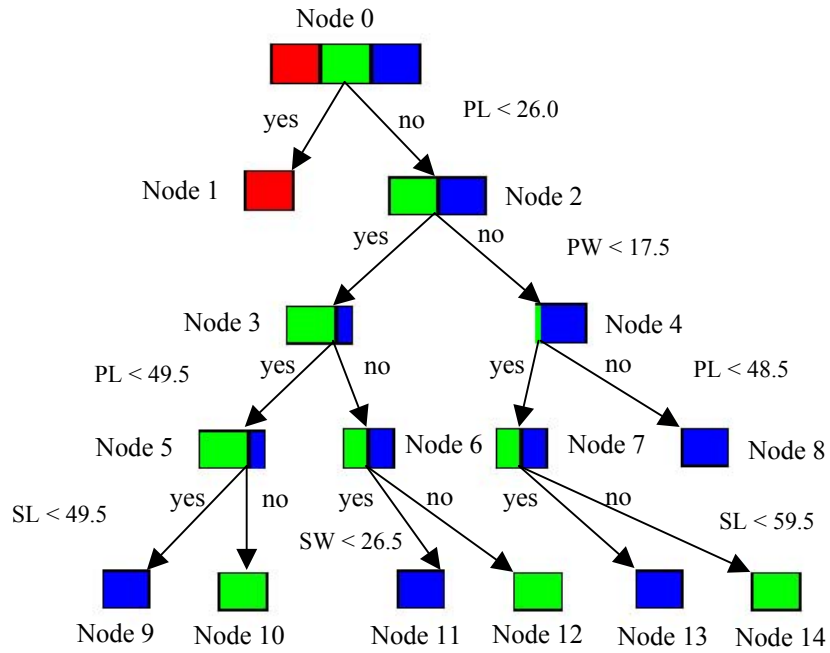 Node 0
yes
no
PL < 26.0
Node 1
Node 2
yes
no
PW < 17.5
Node 3
Node 4
PL < 49.5
yes
no
yes
no
PL < 48.5
Node 5
Node 6
Node 7
Node 8
SL < 49.5
yes
no
SW < 26.5
yes
no
yes
no
SL < 59.5
Node 9
Node 10
Node 11
Node 12
Node 13
Node 14